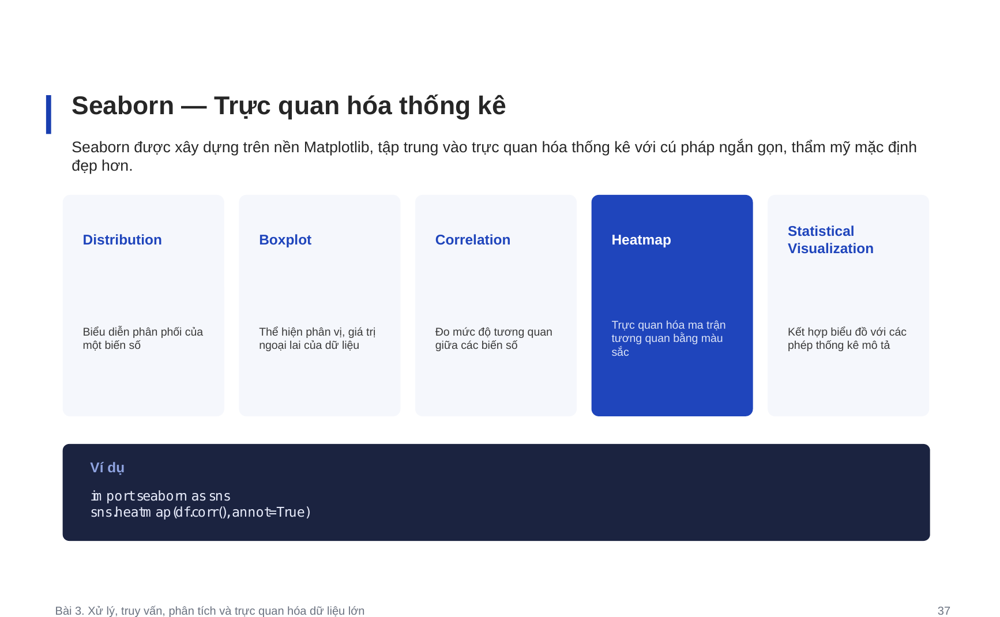 Seaborn — Trực quan hóa thống kê
Seaborn được xây dựng trên nền Matplotlib, tập trung vào trực quan hóa thống kê với cú pháp ngắn gọn, thẩm mỹ mặc định
đẹp hơn.
Distribution
Biểu diễn phân phối của
một biến số
Boxplot
Thể hiện phân vị, giá trị
ngoại lai của dữ liệu
Correlation
Đo mức độ tương quan
giữa các biến số
Heatmap
Trực quan hóa ma trận
tương quan bằng màu
sắc
Statistical
Visualization
Kết hợp biểu đồ với các
phép thống kê mô tả
Ví dụ
import seaborn as sns
sns.heatmap(df.corr(), annot=True)
Bài 3. Xử lý, truy vấn, phân tích và trực quan hóa dữ liệu lớn
37